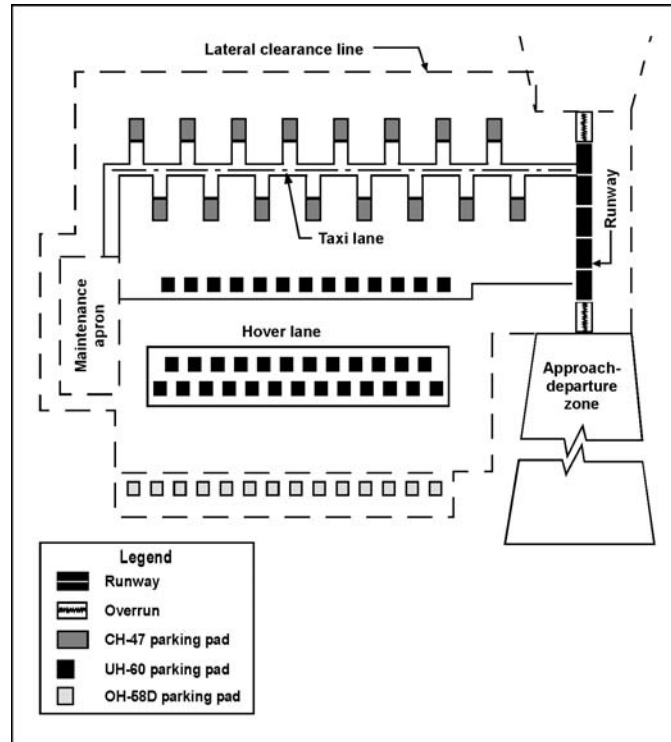 Lateral clearance line
Runway
Taxi lane
Maintenance
apron
Hover lane
Approach-
departure
zone
Legend
Runway
Overrun
CH-47 parking pad
UH-60 parking pad
OH-58D parking pad